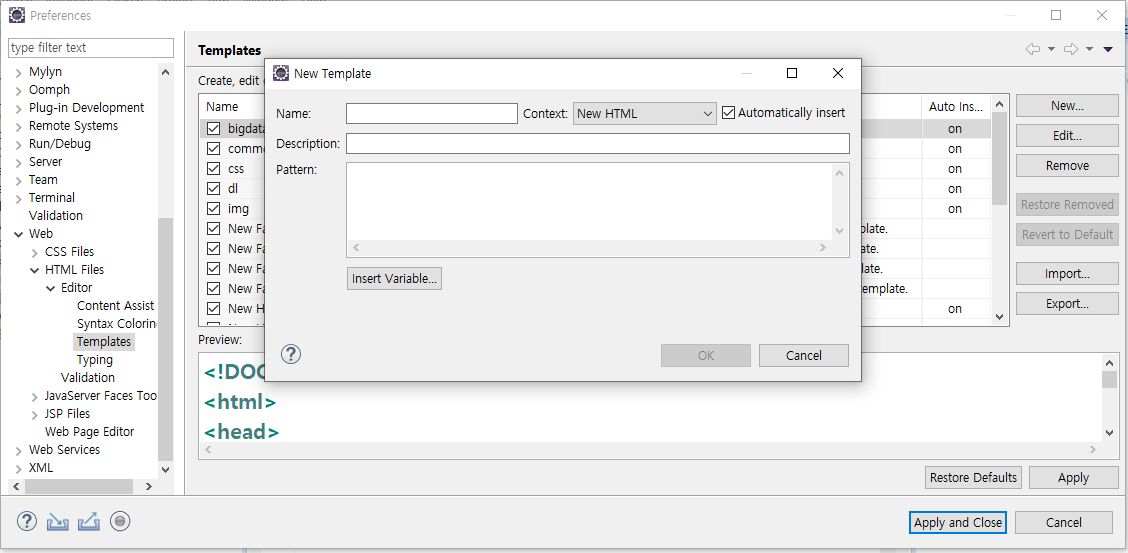 Preferences
type filter text
Mylyn
Oomph
Plug-in Development
Remote Systems
Run/Debug
Server
Team
Terminal
Validation
Web
CSS Files
HTML Files
Editor
Content Assist
Syntax Colorin
Templates
Typing
Validation
JavaServer Faces Too
JSP Files
Web Page Editor
Web Services
XML
Templates
Create, edit
Name
Auto Ins...
bigdata
on
comm
on
css
on
dl
on
img
on
New Fa
plate.
New Fa
ate.
New Fa
late.
New Fa
template.
New H
on
New...
Edit...
Remove
Restore Removed
Revert to Default
Import...
Export...
New Template
Name:
Context: New HTML
Automatically insert
Description:
Pattern:
Insert Variable...
OK
Cancel
Preview:
<!DOC
<html>
<head>
Restore Defaults
Apply
Apply and Close
Cancel